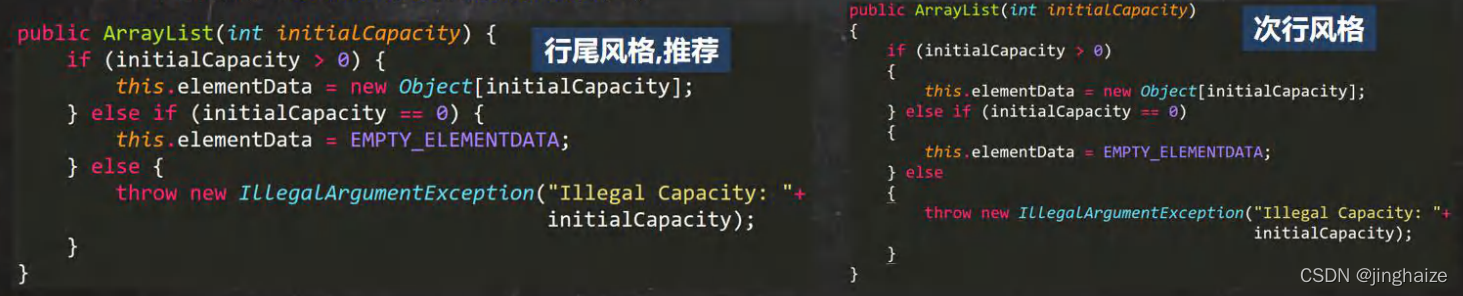 public ArrayList(int initialCapacity) {
行尾风格,推荐
if (initialCapacity > 0) {
this.elementData = new Object[initialCapacity];
} else if (initialCapacity == 0) {
this.elementData = EMPTY_ELEMENTDATA;
} else {
throw new IllegalArgumentException("Illegal Capacity: "+
initialCapacity);
}
}
public ArrayList(int initialCapacity)
次行风格
{
if (initialCapacity > 0)
{
this.elementData = new Object[initialCapacity];
} else if (initialCapacity == 0)
{
this.elementData = EMPTY_ELEMENTDATA;
} else
{
throw new IllegalArgumentException("Illegal Capacity: "+
initialCapacity);
}
}
CSDN @jinghaize